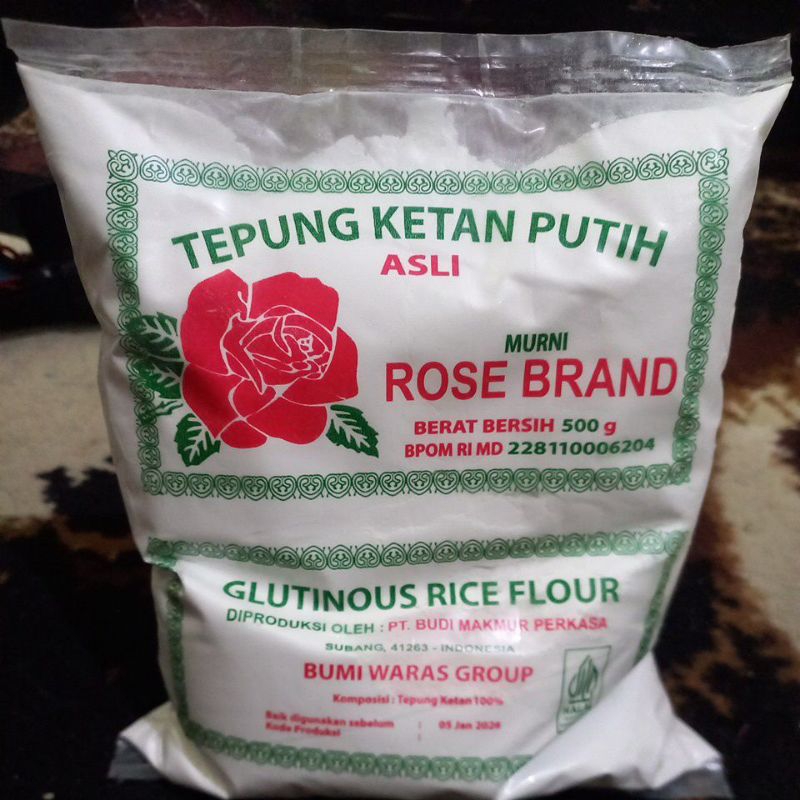 TEPUNG KETAN PUTIH
ASLI
MURNI
ROSE BRAND
BERAT BERSIH 500 g
BPOM RI MD 228110006204
GLUTINOUS RICE FLOUR
DIPRODUKSI OLEH : PT. BUDI MAKMUR PERKASA
SUBANG, 41263 - INDONESIA
BUMI WARAS GROUP
Komposisi : Tepung Ketan 100%
Baik digunakan sebelum : 05 Jan
Kode Produksi :
HALAL